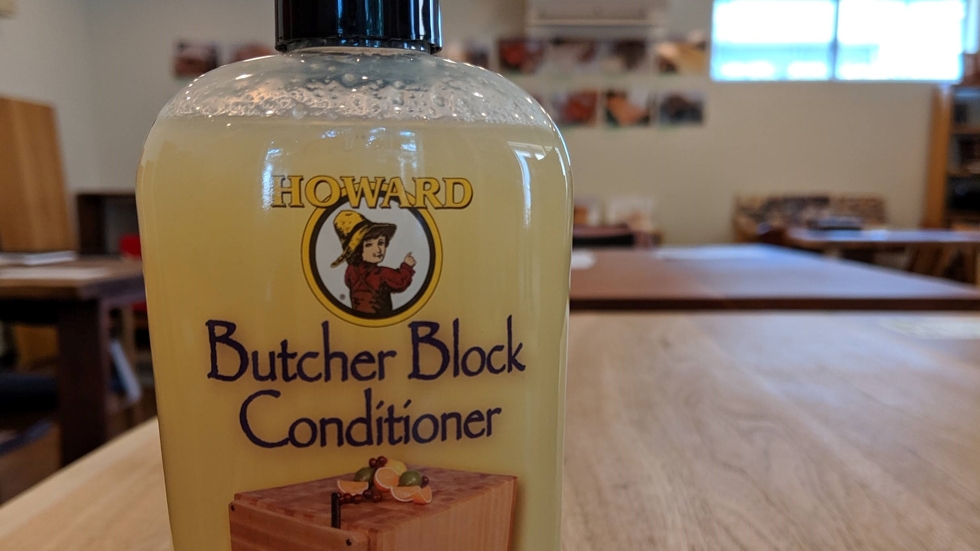 HOWARD
®
Butcher Block
Conditioner